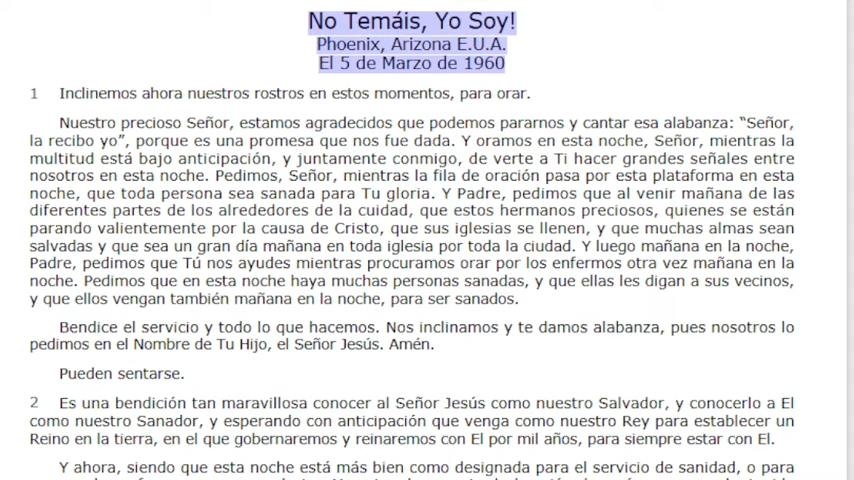 No Temáis, Yo Soy!
Phoenix, Arizona E.U.A.
El 5 de Marzo de 1960
1 Inclinemos ahora nuestros rostros en estos momentos, para orar.
Nuestro precioso Señor, estamos agradecidos que podemos pararnos y cantar esa alabanza: “Señor,
la recibo yo”, porque es una promesa que nos fue dada. Y oramos en esta noche, Señor, mientras la
multitud está bajo anticipación, y juntamente conmigo, de verte a Ti hacer grandes señales entre
nosotros en esta noche. Pedimos, Señor, mientras la fila de oración pasa por esta plataforma en esta
noche, que toda persona sea sanada para Tu gloria. Y Padre, pedimos que al venir mañana de las
diferentes partes de los alrededores de la cuidad, que estos hermanos preciosos, quienes se están
parando valientemente por la causa de Cristo, que sus iglesias se llenen, y que muchas almas sean
salvadas y que sea un gran día mañana en toda iglesia por toda la ciudad. Y luego mañana en la noche,
Padre, pedimos que Tú nos ayudes mientras procuramos orar por los enfermos otra vez mañana en la
noche. Pedimos que en esta noche haya muchas personas sanadas, y que ellas les digan a sus vecinos,
y que ellos vengan también mañana en la noche, para ser sanados.
Bendice el servicio y todo lo que hacemos. Nos inclinamos y te damos alabanza, pues nosotros lo
pedimos en el Nombre de Tu Hijo, el Señor Jesús. Amén.
Pueden sentarse.
2 Es una bendición tan maravillosa conocer al Señor Jesús como nuestro Salvador, y conocerlo a El
como nuestro Sanador, y esperando con anticipación que venga como nuestro Rey para establecer un
Reino en la tierra, en el que gobernaremos y reinaremos con El por mil años, para siempre estar con El.
Y ahora, siendo que esta noche está más bien como designada para el servicio de sanidad, o para